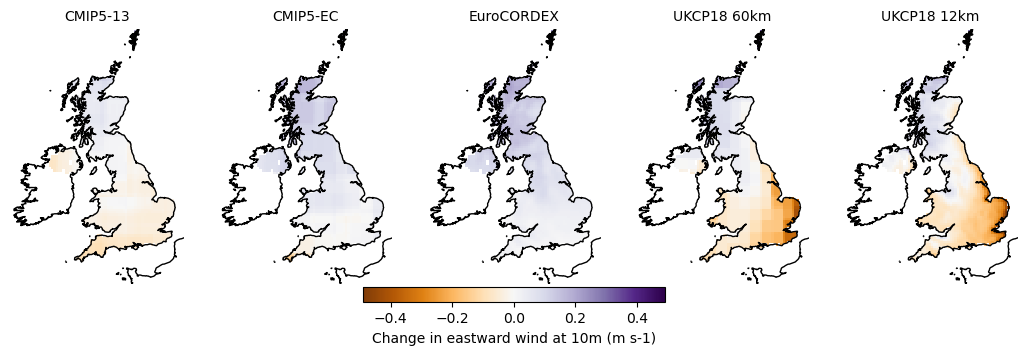 CMIP5-13 CMIP5-EC EuroCORDEX UKCP18 60km UKCP18 12km
−0.4 −0.2 0.0 0.2 0.4
Change in eastward wind at 10m (m s-1)